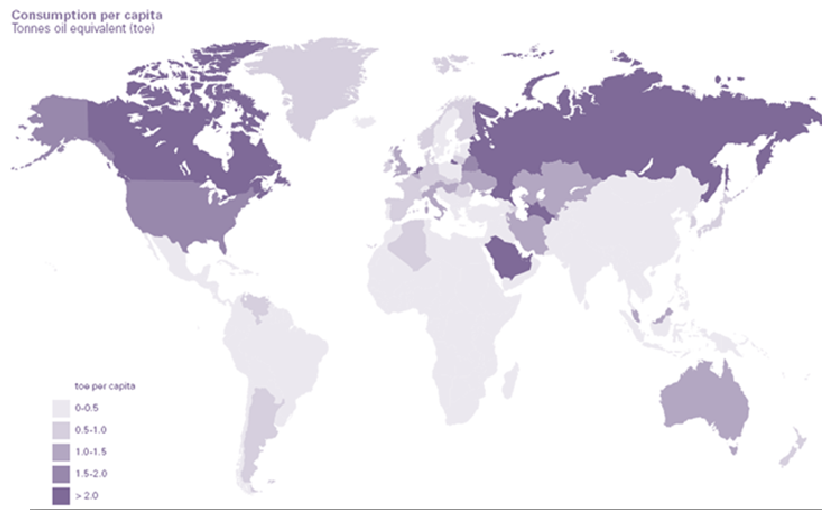 Consumption per capita
Tonnes oil equivalent (toe)
toe per capita
0-0.5
0.5-1.0
1.0-1.5
1.5-2.0
> 2.0